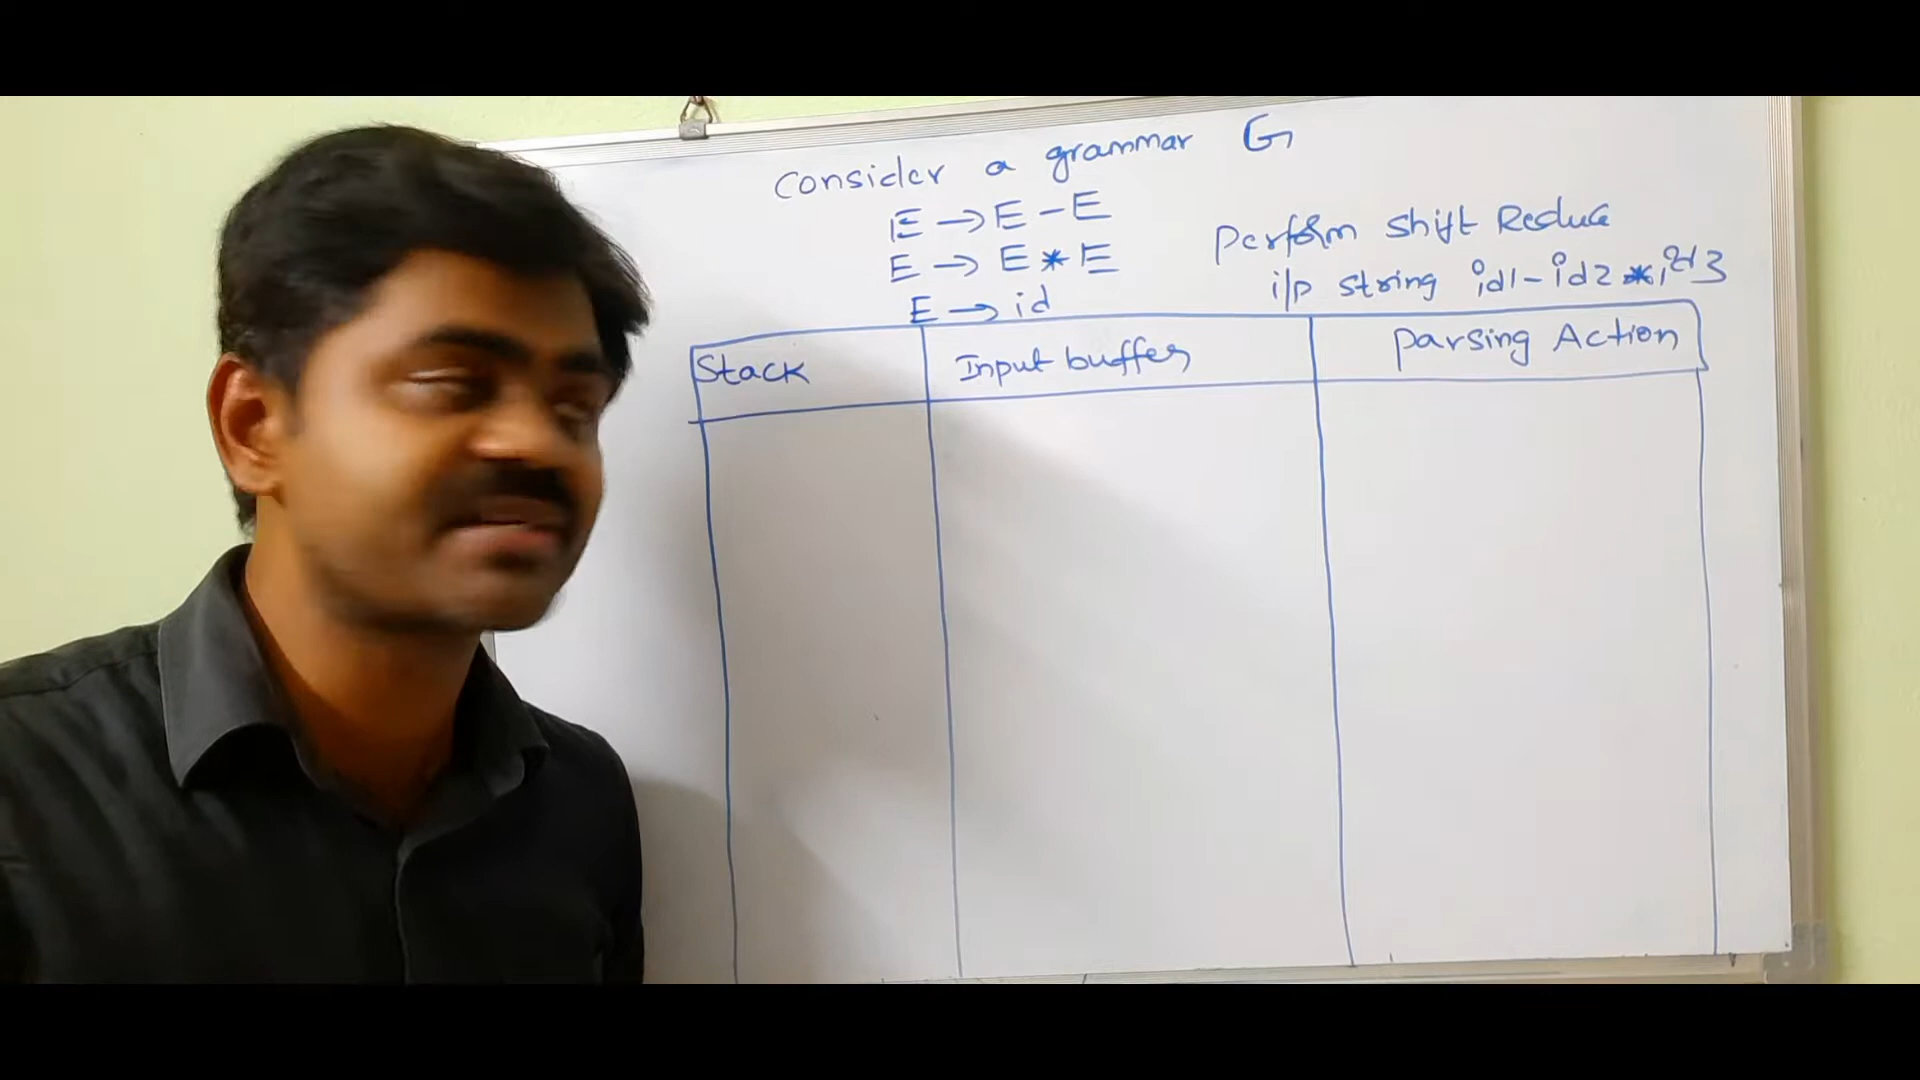 Consider a grammar G
E → E - E
E → E * E
E → id
Perform Shift Reduce
i/p string id1 - id2 * id3
Stack
Input buffer
Parsing Action